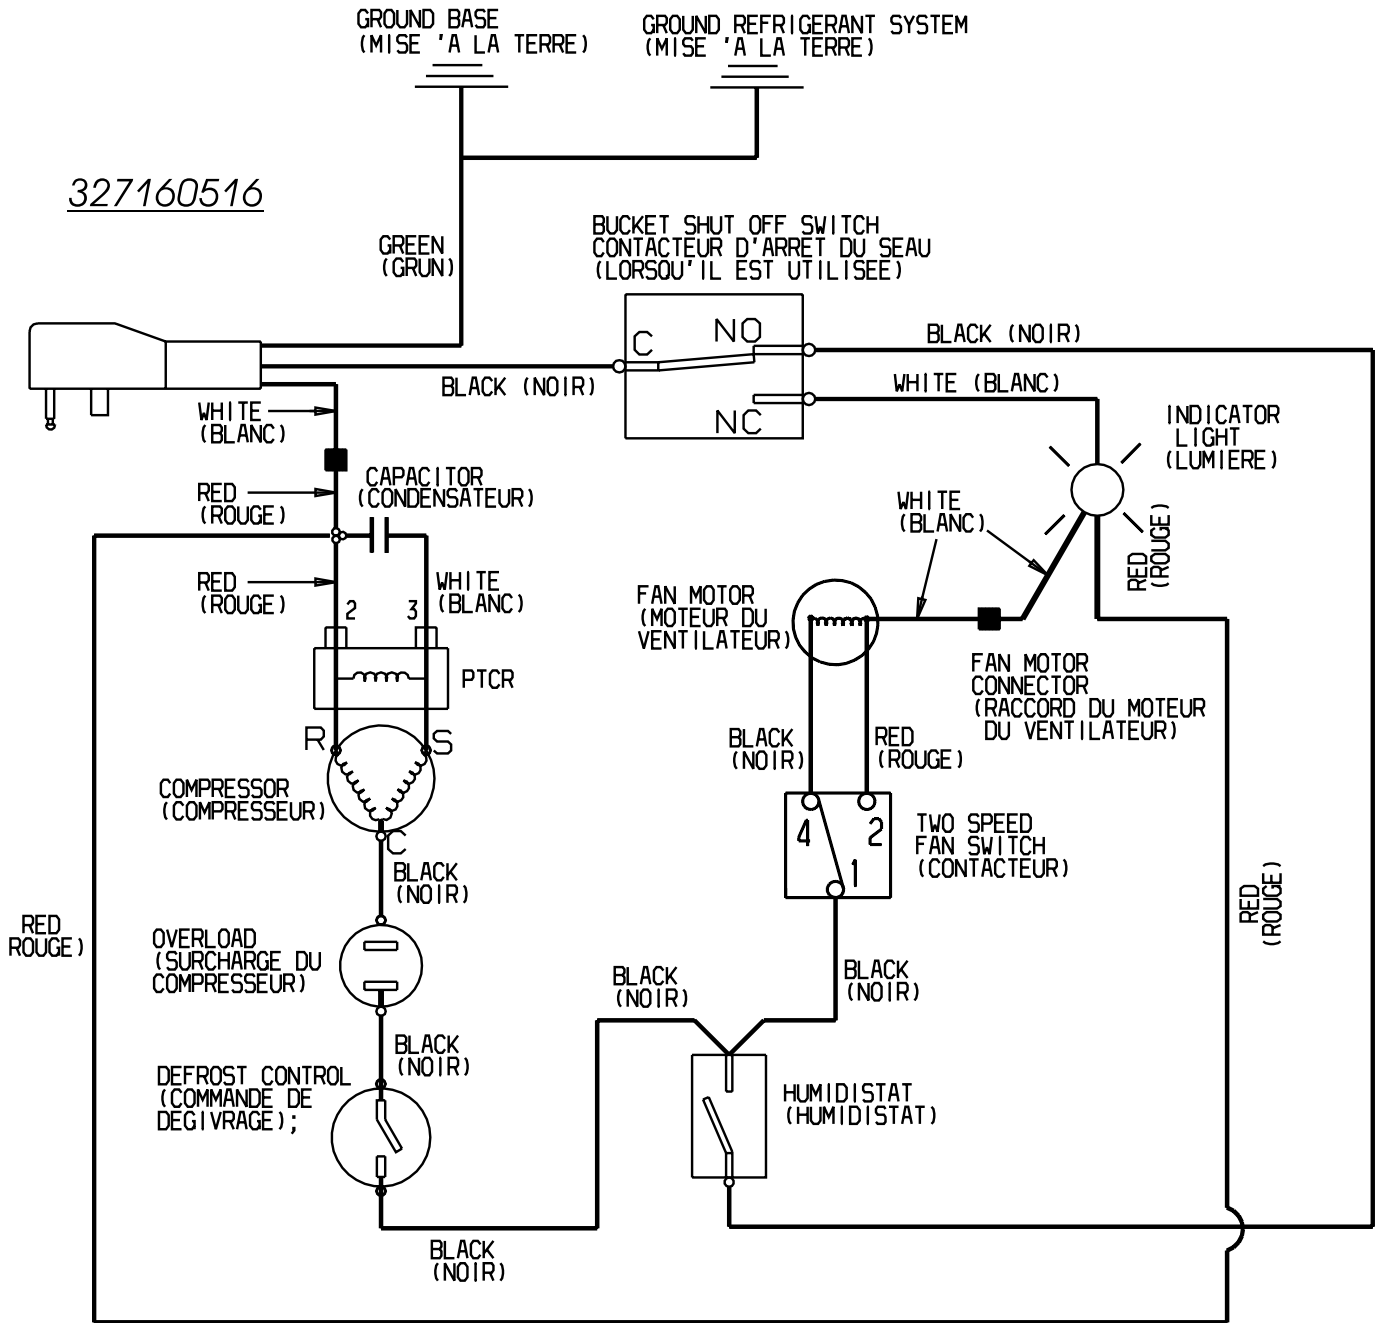 GROUND BASE
(MISE 'A LA TERRE)
GROUND REFRIGERANT SYSTEM
(MISE 'A LA TERRE)
327160516
GREEN
(GRUN)
BUCKET SHUT OFF SWITCH
CONTACTEUR D'ARRET DU SEAU
(LORSQU'IL EST UTILISEE)
C
NO
NC
BLACK (NOIR)
BLACK (NOIR)
WHITE (BLANC)
INDICATOR
LIGHT
(LUMIERE)
WHITE
(BLANC)
RED
(ROUGE)
CAPACITOR
(CONDENSATEUR)
RED
(ROUGE)
2
3
WHITE
(BLANC)
PTCR
WHITE
(BLANC)
RED
(ROUGE)
FAN MOTOR
(MOTEUR DU
VENTILATEUR)
FAN MOTOR
CONNECTOR
(RACCORD DU MOTEUR
DU VENTILATEUR)
R
S
C
COMPRESSOR
(COMPRESSEUR)
BLACK
(NOIR)
BLACK
(NOIR)
RED
(ROUGE)
4
2
1
TWO SPEED
FAN SWITCH
(CONTACTEUR)
RED
(ROUGE)
RED
ROUGE)
OVERLOAD
(SURCHARGE DU
COMPRESSEUR)
BLACK
(NOIR)
BLACK
(NOIR)
BLACK
(NOIR)
DEFROST CONTROL
(COMMANDE DE
DEGIVRAGE);
HUMIDISTAT
(HUMIDISTAT)
BLACK
(NOIR)